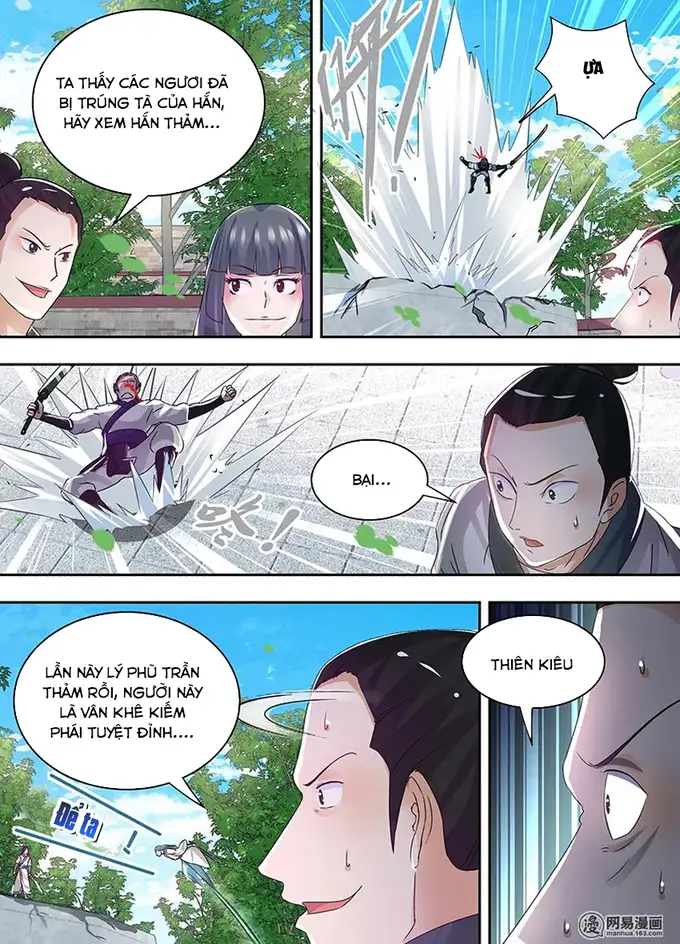 TA THẤY CÁC NGƯƠI ĐÃ
BỊ TRÚNG TÀ CỦA HẮN,
HÃY XEM HẮN THẢM...
ỰA
BẠI...
咚!
LẦN NÀY LÝ PHÙ TRẦN
THẢM RỒI, NGƯỜI NÀY
LÀ VÂN KHÊ KIẾM
PHÁI TUYỆT ĐỈNH....
THIÊN KIÊU
Để ta
!
网易漫画
manhua.163.com